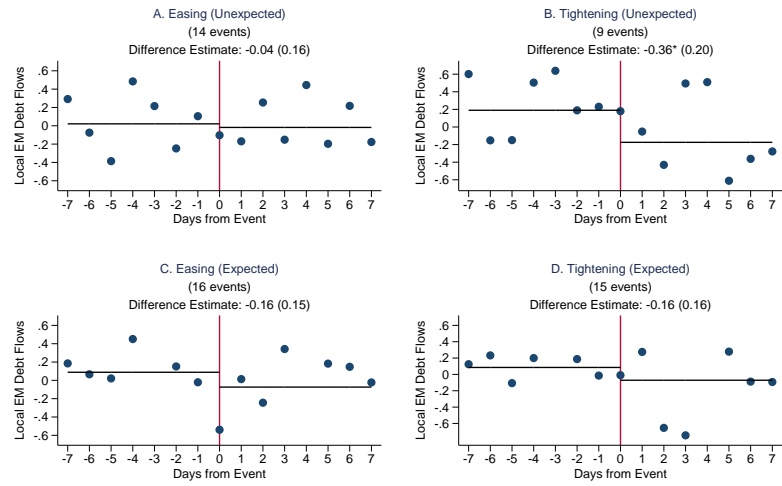 A. Easing (Unexpected)
(14 events)
Difference Estimate: -0.04 (0.16)
Local EM Debt Flows
.6
.4
.2
0
-.2
-.4
-.6
-7 -6 -5 -4 -3 -2 -1 0 1 2 3 4 5 6 7
Days from Event
B. Tightening (Unexpected)
(9 events)
Difference Estimate: -0.36* (0.20)
Local EM Debt Flows
.6
.4
.2
0
-.2
-.4
-.6
-7 -6 -5 -4 -3 -2 -1 0 1 2 3 4 5 6 7
Days from Event
C. Easing (Expected)
(16 events)
Difference Estimate: -0.16 (0.15)
Local EM Debt Flows
.6
.4
.2
0
-.2
-.4
-.6
-7 -6 -5 -4 -3 -2 -1 0 1 2 3 4 5 6 7
Days from Event
D. Tightening (Expected)
(15 events)
Difference Estimate: -0.16 (0.16)
Local EM Debt Flows
.6
.4
.2
0
-.2
-.4
-.6
-7 -6 -5 -4 -3 -2 -1 0 1 2 3 4 5 6 7
Days from Event